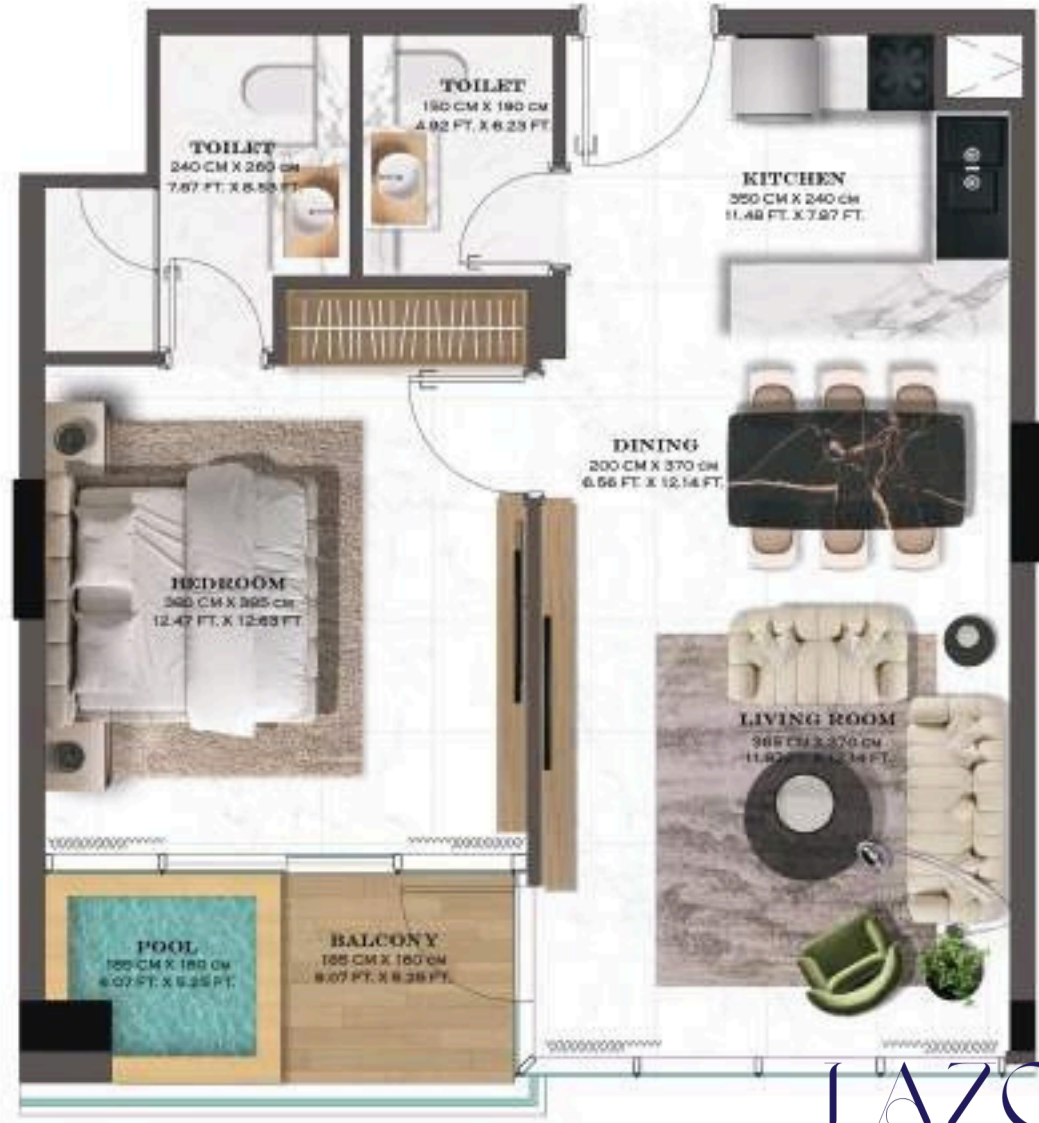 TOILET
150 CM X 190 CM
4.92 FT. X 6.23 FT.
TOILET
240 CM X 260 CM
7.87 FT. X 8.53 FT
KITCHEN
350 CM X 240 CM
11.48 FT. X 7.87 FT.
DINING
200 CM X 370 CM
6.56 FT. X 12.14 FT.
BEDROOM
380 CM X 385 CM
12.47 FT. X 12.63 FT
LIVING ROOM
X 370 CM
X 12.14 FT.
POOL
185 CM X 160 CM
6.07 FT. X 5.25 FT.
BALCONY
185 CM X 160 CM
6.07 FT. X 5.25 FT.
LAZO